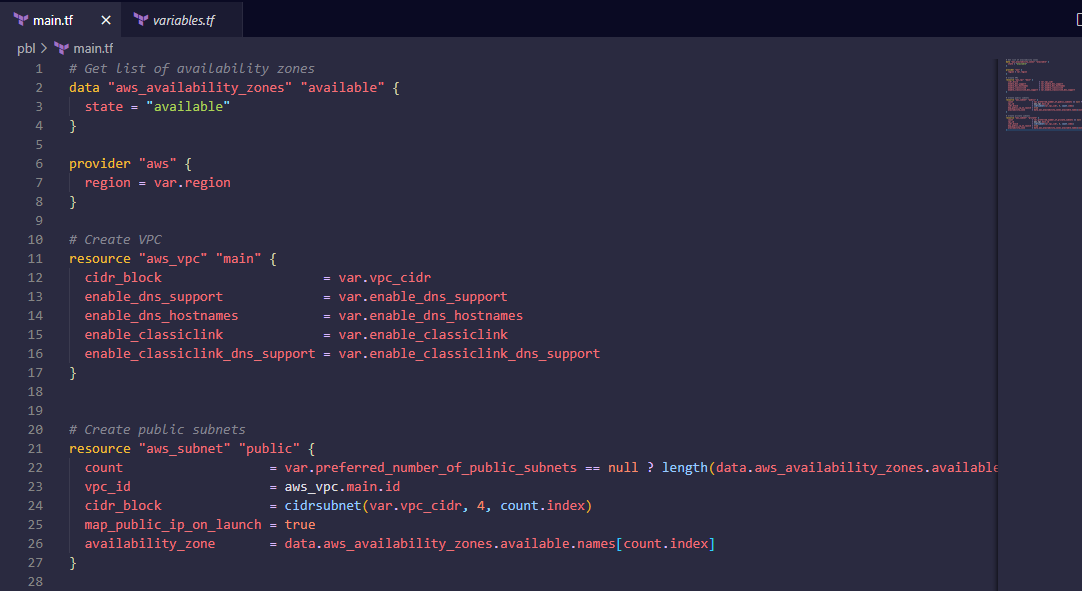 main.tf × variables.tf
pbl > main.tf
1 # Get list of availability zones
2 data "aws_availability_zones" "available" {
3   state = "available"
4 }
5
6 provider "aws" {
7   region = var.region
8 }
9
10 # Create VPC
11 resource "aws_vpc" "main" {
12   cidr_block                     = var.vpc_cidr
13   enable_dns_support             = var.enable_dns_support
14   enable_dns_hostnames           = var.enable_dns_hostnames
15   enable_classiclink             = var.enable_classiclink
16   enable_classiclink_dns_support = var.enable_classiclink_dns_support
17 }
18
19
20 # Create public subnets
21 resource "aws_subnet" "public" {
22   count                   = var.preferred_number_of_public_subnets == null ? length(data.aws_availability_zones.available
23   vpc_id                  = aws_vpc.main.id
24   cidr_block              = cidrsubnet(var.vpc_cidr, 4, count.index)
25   map_public_ip_on_launch = true
26   availability_zone       = data.aws_availability_zones.available.names[count.index]
27 }
28